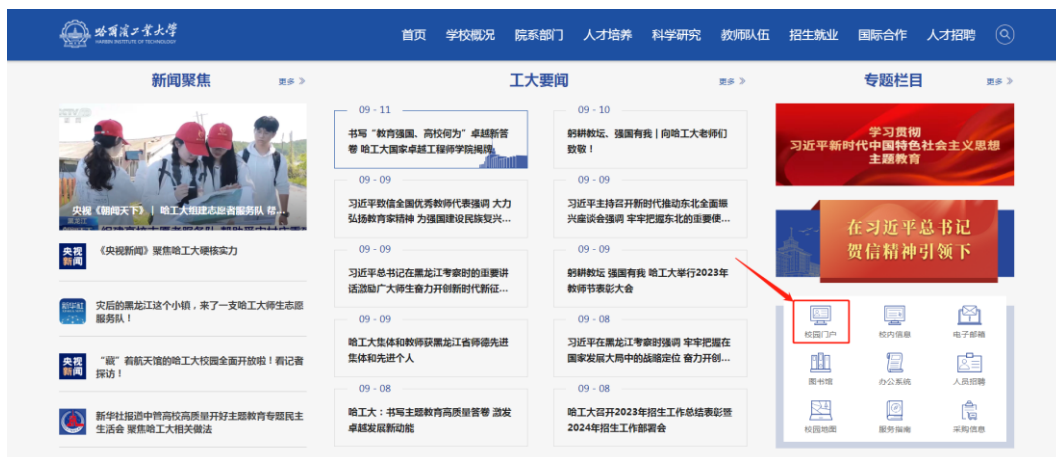 哈尔滨工业大学
HARBIN INSTITUTE OF TECHNOLOGY
首页 学校概况 院系部门 人才培养 科学研究 教师队伍 招生就业 国际合作 人才招聘
新闻聚焦 更多 》
央视《朝闻天下》｜哈工大组建志愿者服务队 帮...
央视新闻
《央视新闻》聚焦哈工大硬核实力
灾后的黑龙江这个小镇，来了一支哈工大师生志愿
服务队！
央视新闻
“藏”着航天馆的哈工大校园全面开放啦！看记者
探访！
新华社报道中管高校高质量开好主题教育专题民主
生活会 聚焦哈工大相关做法
工大要闻 更多 》
09 - 11
书写“教育强国、高校何为”卓越新答
卷 哈工大国家卓越工程师学院揭牌
09 - 10
躬耕教坛、强国有我 | 向哈工大老师们
致敬！
09 - 09
习近平致信全国优秀教师代表强调 大力
弘扬教育家精神 为强国建设民族复兴...
09 - 09
习近平主持召开新时代推动东北全面振
兴座谈会强调 牢牢把握东北的重要使...
09 - 09
习近平总书记在黑龙江考察时的重要讲
话激励广大师生奋力开创新时代新征...
09 - 09
躬耕教坛 强国有我 哈工大举行2023年
教师节表彰大会
09 - 09
哈工大集体和教师获黑龙江省师德先进
集体和先进个人
09 - 08
习近平在黑龙江考察时强调 牢牢把握在
国家发展大局中的战略定位 奋力开创...
09 - 08
哈工大：书写主题教育高质量答卷 激发
卓越发展新动能
09 - 08
哈工大召开2023年招生工作总结表彰暨
2024年招生工作部署会
专题栏目 更多 》
学习贯彻
习近平新时代中国特色社会主义思想
主题教育
在习近平总书记
贺信精神引领下
校园门户 校内信息 电子邮箱
图书馆 办公系统 人员招聘
校园地图 服务指南 采购信息